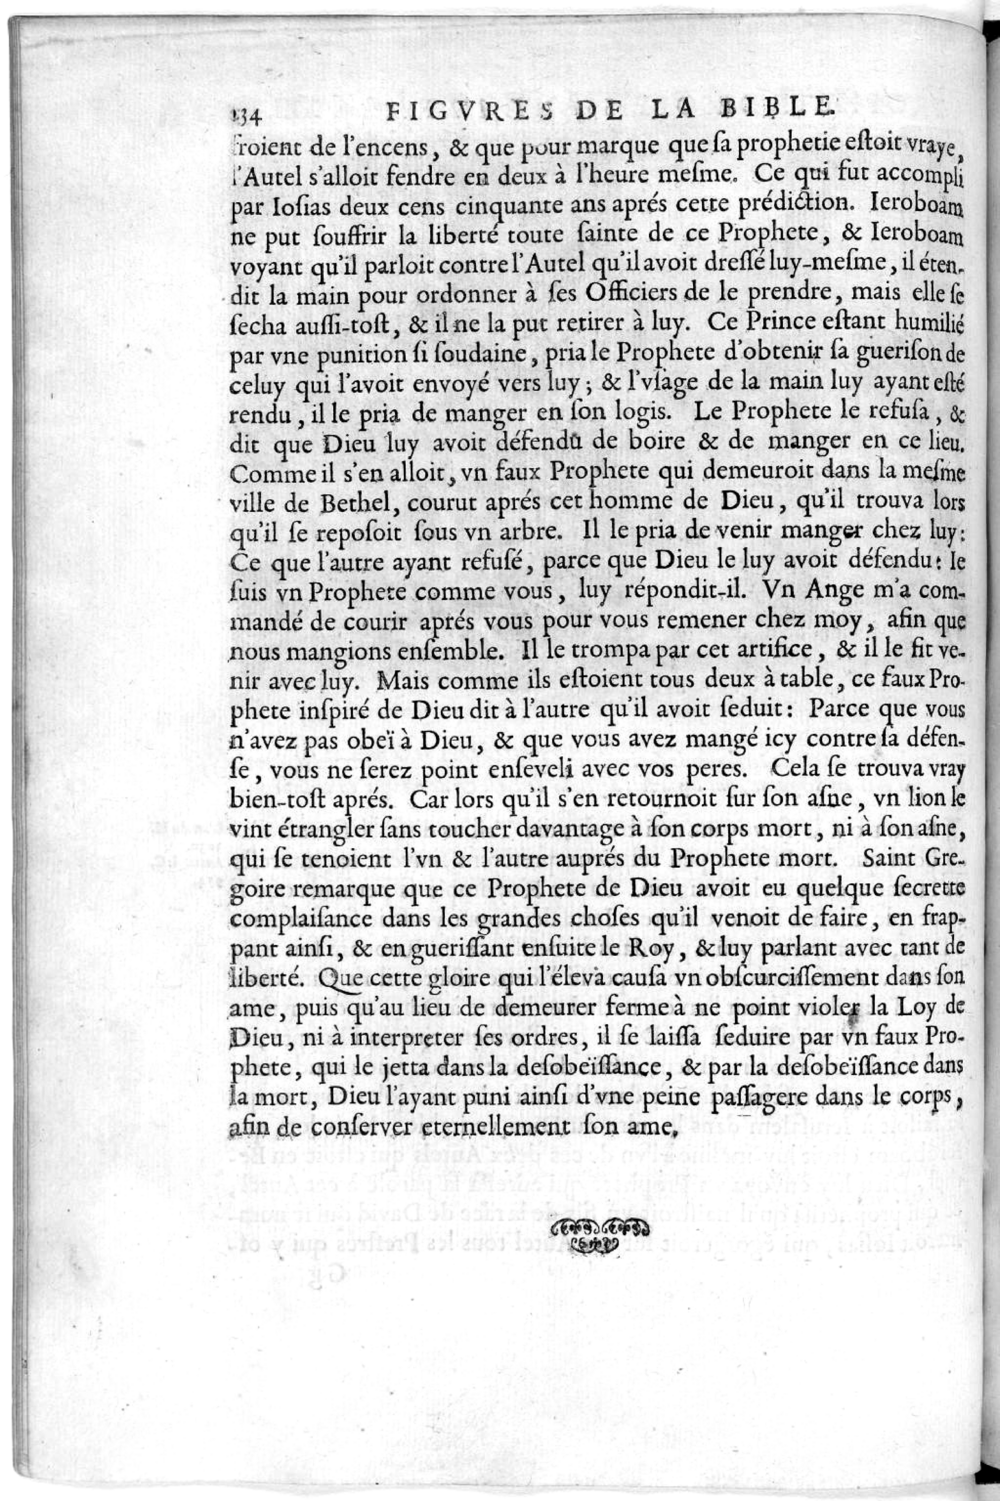 134 FIGVRES DE LA BIBLE.
froient de l'encens, & que pour marque que ſa prophetie eſtoit vraye,
l'Autel s'alloit fendre en deux à l'heure meſme. Ce qui fut accompli
par Ioſias deux cens cinquante ans aprés cette prédiction. Ieroboam
ne put ſouffrir la liberté toute ſainte de ce Prophete, & Ieroboam
voyant qu'il parloit contre l'Autel qu'il avoit dreſſé luy-meſme, il éten-
dit la main pour ordonner à ſes Officiers de le prendre, mais elle ſe
ſecha auſſi-toſt, & il ne la put retirer à luy. Ce Prince eſtant humilié
par vne punition ſi ſoudaine, pria le Prophete d'obtenir ſa gueriſon de
celuy qui l'avoit envoyé vers luy; & l'vſage de la main luy ayant eſté
rendu, il le pria de manger en ſon logis. Le Prophete le refuſa, &
dit que Dieu luy avoit défendu de boire & de manger en ce lieu.
Comme il s'en alloit, vn faux Prophete qui demeuroit dans la meſme
ville de Bethel, courut aprés cet homme de Dieu, qu'il trouva lors
qu'il ſe repoſoit ſous vn arbre. Il le pria de venir manger chez luy:
Ce que l'autre ayant refuſé, parce que Dieu le luy avoit défendu: Ie
ſuis vn Prophete comme vous, luy répondit-il. Vn Ange m'a com-
mandé de courir aprés vous pour vous remener chez moy, afin que
nous mangions enſemble. Il le trompa par cet artifice, & il le fit ve-
nir avec luy. Mais comme ils eſtoient tous deux à table, ce faux Pro-
phete inſpiré de Dieu dit à l'autre qu'il avoit ſeduit: Parce que vous
n'avez pas obeï à Dieu, & que vous avez mangé icy contre ſa défen-
ſe, vous ne ſerez point enſeveli avec vos peres. Cela ſe trouva vray
bien-toſt aprés. Car lors qu'il s'en retournoit ſur ſon aſne, vn lion le
vint étrangler ſans toucher davantage à ſon corps mort, ni à ſon aſne,
qui ſe tenoient l'vn & l'autre auprés du Prophete mort. Saint Gre-
goire remarque que ce Prophete de Dieu avoit eu quelque ſecrette
complaiſance dans les grandes choſes qu'il venoit de faire, en frap-
pant ainſi, & en gueriſſant enſuite le Roy, & luy parlant avec tant de
liberté. Que cette gloire qui l'éleva cauſa vn obſcurciſſement dans ſon
ame, puis qu'au lieu de demeurer ferme à ne point violer la Loy de
Dieu, ni à interpreter ſes ordres, il ſe laiſſa ſeduire par vn faux Pro-
phete, qui le jetta dans la deſobeïſſance, & par la deſobeïſſance dans
la mort, Dieu l'ayant puni ainſi d'vne peine paſſagere dans le corps,
afin de conſerver eternellement ſon ame.